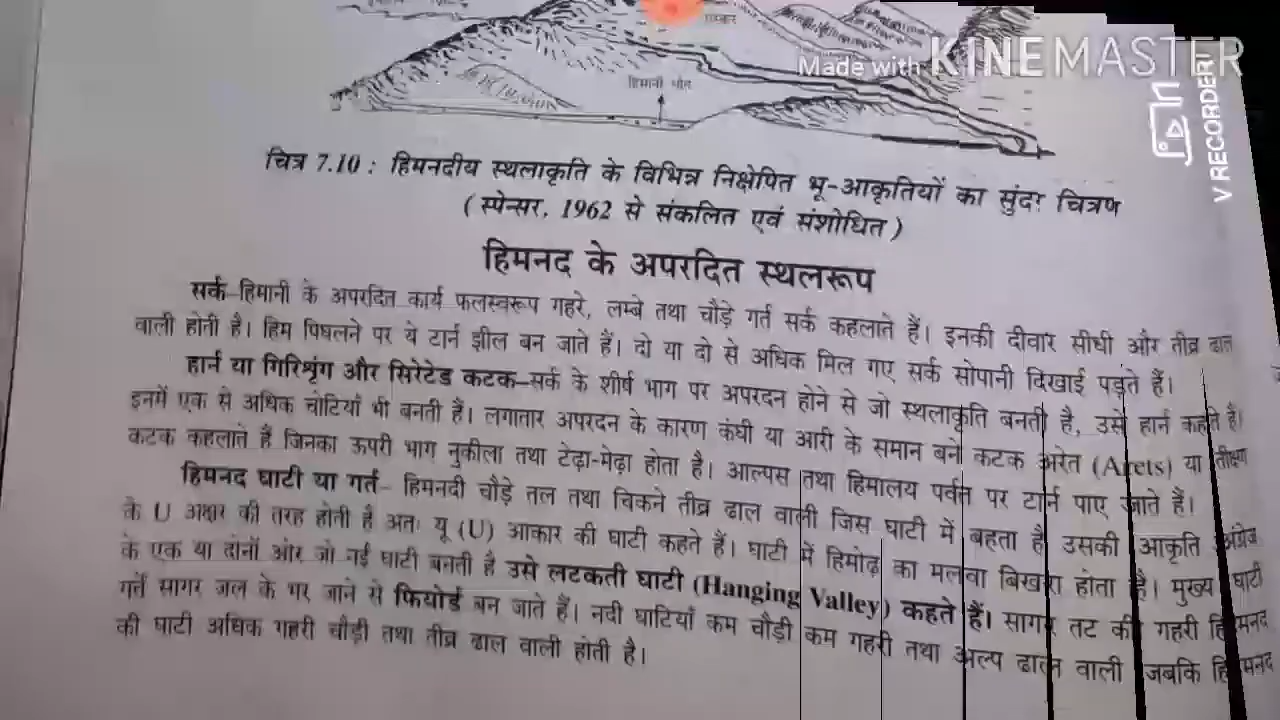 हिमानी
Made with KINEMASTER
V RECORDER
चित्र 7.10 : हिमनदीय स्थलाकृति के विभिन्न निक्षेपित भू-आकृतियों का सुंदर चित्रण
( स्पेन्सर, 1962 से संकलित एवं संशोधित )
हिमनद के अपरदित स्थलरूप
सर्क–हिमानी के अपरदित कार्य फलस्वरूप गहरे, लम्बे तथा चौड़े गर्त सर्क कहलाते हैं। इनकी दीवार सीधी और तीव्र ढाल
वाली होती है। हिम पिघलने पर ये टार्न झील बन जाते हैं। दो या दो से अधिक मिल गए सर्क सोपानी दिखाई पड़ते हैं।
हार्न या गिरिशृंग और सिरेटेड कटक–सर्क के शीर्ष भाग पर अपरदन होने से जो स्थलाकृति बनती है, उसे हार्न कहते है।
इनमें एक से अधिक चोटियाँ भी बनती है। लगातार अपरदन के कारण कंघी या आरी के समान बने कटक अरेत (Arets) या तीक्ष्ण
कटक कहलाते हैं जिनका ऊपरी भाग नुकीला तथा टेढ़ा-मेढ़ा होता है। आल्पस तथा हिमालय पर्वत पर टार्न पाए जाते हैं।
हिमनद घाटी या गर्त– हिमनदी चौड़े तल तथा चिकने तीव्र ढाल वाली जिस घाटी में बहता है उसकी आकृति अंग्रेज
के U अक्षर की तरह होती है अतः यू (U) आकार की घाटी कहते हैं। घाटी में हिमोढ़ का मलवा बिखरा होता है। मुख्य घाटी
के एक या दोनों ओर जो नई घाटी बनती है उसे लटकती घाटी (Hanging Valley) कहते हैं। सागर तट की गहरी हिमनद
गर्ते सागर जल के भर जाने से फियोर्ड बन जाते हैं। नदी घाटियाँ कम चौड़ी कम गहरी तथा अल्प ढाल वाली जबकि हिमनद
की घाटी अधिक गहरी चौड़ी तथा तीव्र ढाल वाली होती है।